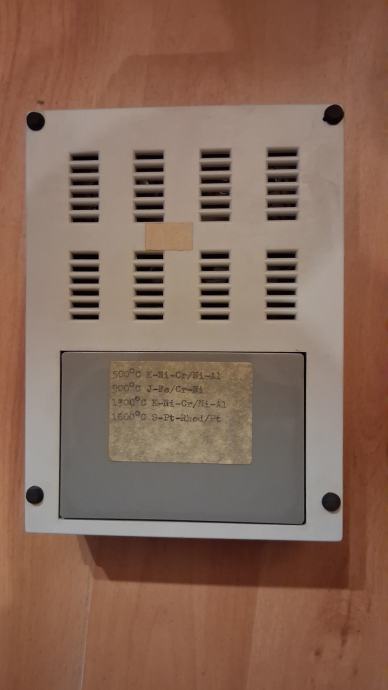 500°C K-Ni-Cr/Ni-Al
900°C J-Fe/Cr-Ni
1300°C K-Ni-Cr/Ni-Al
1600°C S-Pt-Rhod/Pt